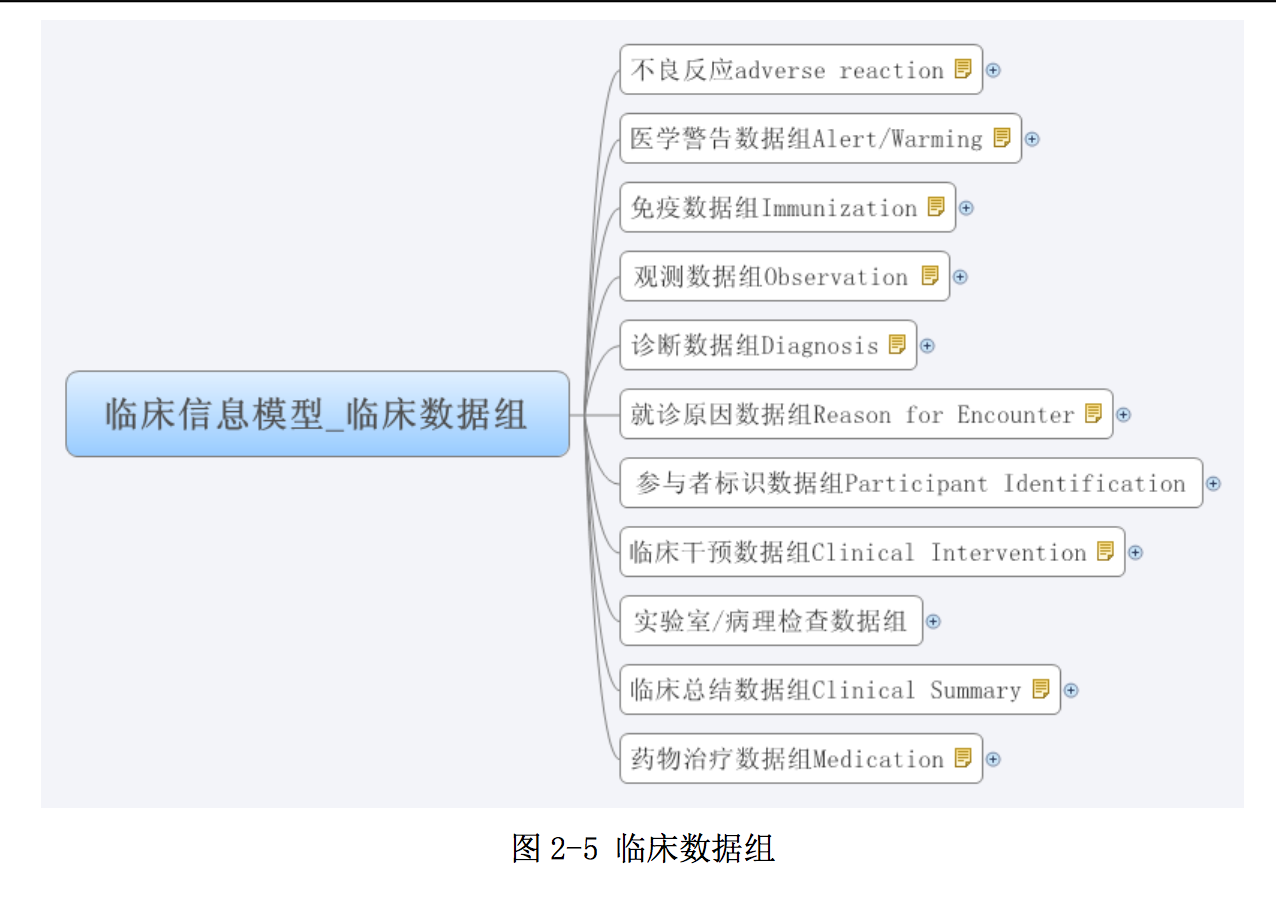 不良反应adverse reaction
医学警告数据组Alert/Warming
免疫数据组Immunization
观测数据组Observation
诊断数据组Diagnosis
就诊原因数据组Reason for Encounter
临床信息模型_临床数据组
参与者标识数据组Participant Identification
临床干预数据组Clinical Intervention
实验室/病理检查数据组
临床总结数据组Clinical Summary
药物治疗数据组Medication
图 2-5 临床数据组